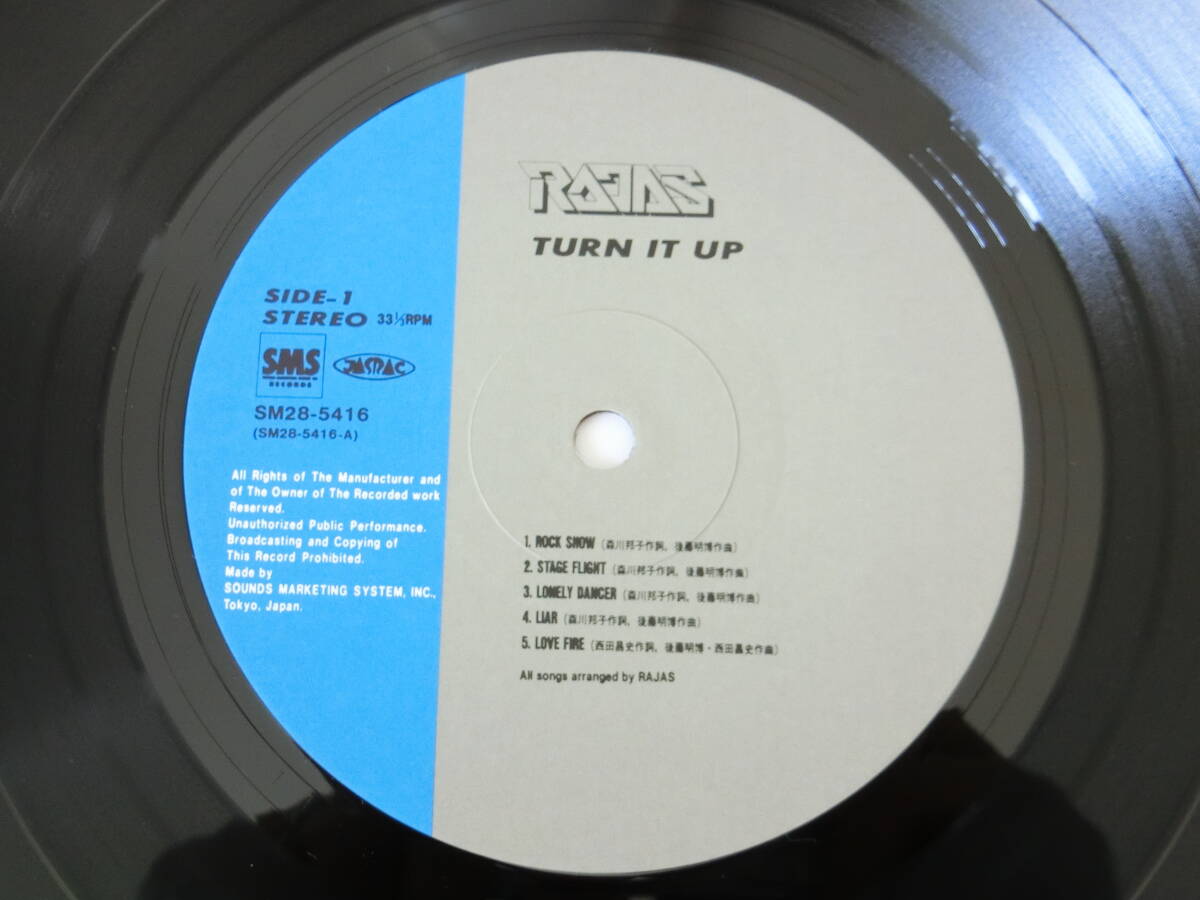 RAJAS
TURN IT UP
SIDE-1
STEREO 33 1/3 RPM
SMS
RECORDS
JASRAC
SM28-5416
(SM28-5416-A)
All Rights of The Manufacturer and
of The Owner of The Recorded work
Reserved.
Unauthorized Public Performance.
Broadcasting and Copying of
This Record Prohibited.
Made by
SOUNDS MARKETING SYSTEM, INC.,
Tokyo, Japan.
1. ROCK SHOW (森川邦子作詞、後藤明博作曲)
2. STAGE FLIGHT (森川邦子作詞、後藤明博作曲)
3. LONELY DANCER (森川邦子作詞、後藤明博作曲)
4. LIAR (森川邦子作詞、後藤明博作曲)
5. LOVE FIRE (西田昌史作詞、後藤明博・西田昌史作曲)
All songs arranged by RAJAS